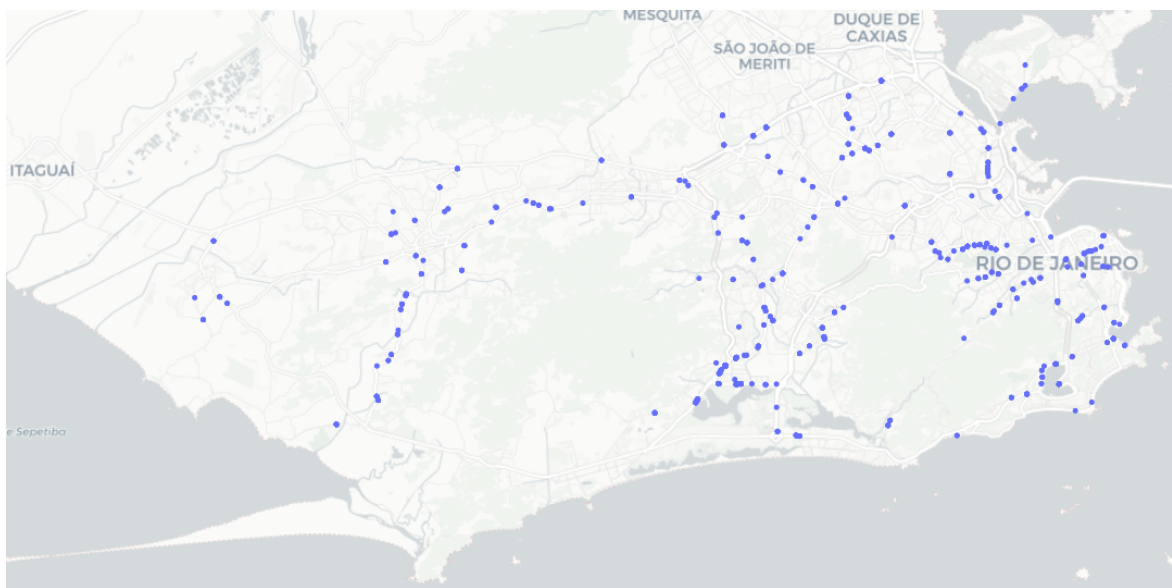 MESQUITA
DUQUE DE
CAXIAS
SÃO JOÃO DE
MERITI
ITAGUAÍ
RIO DE JANEIRO
e Sepetiba